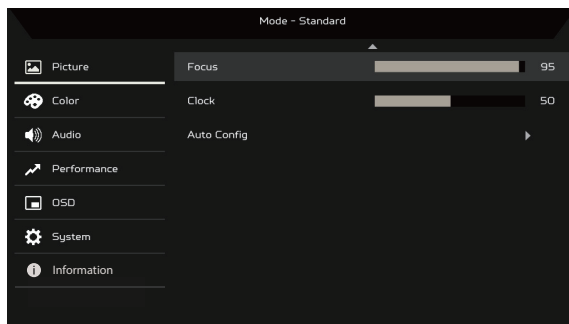 Mode - Standard
Picture
Focus 95
Color
Clock 50
Audio
Auto Config
Performance
OSD
System
Information